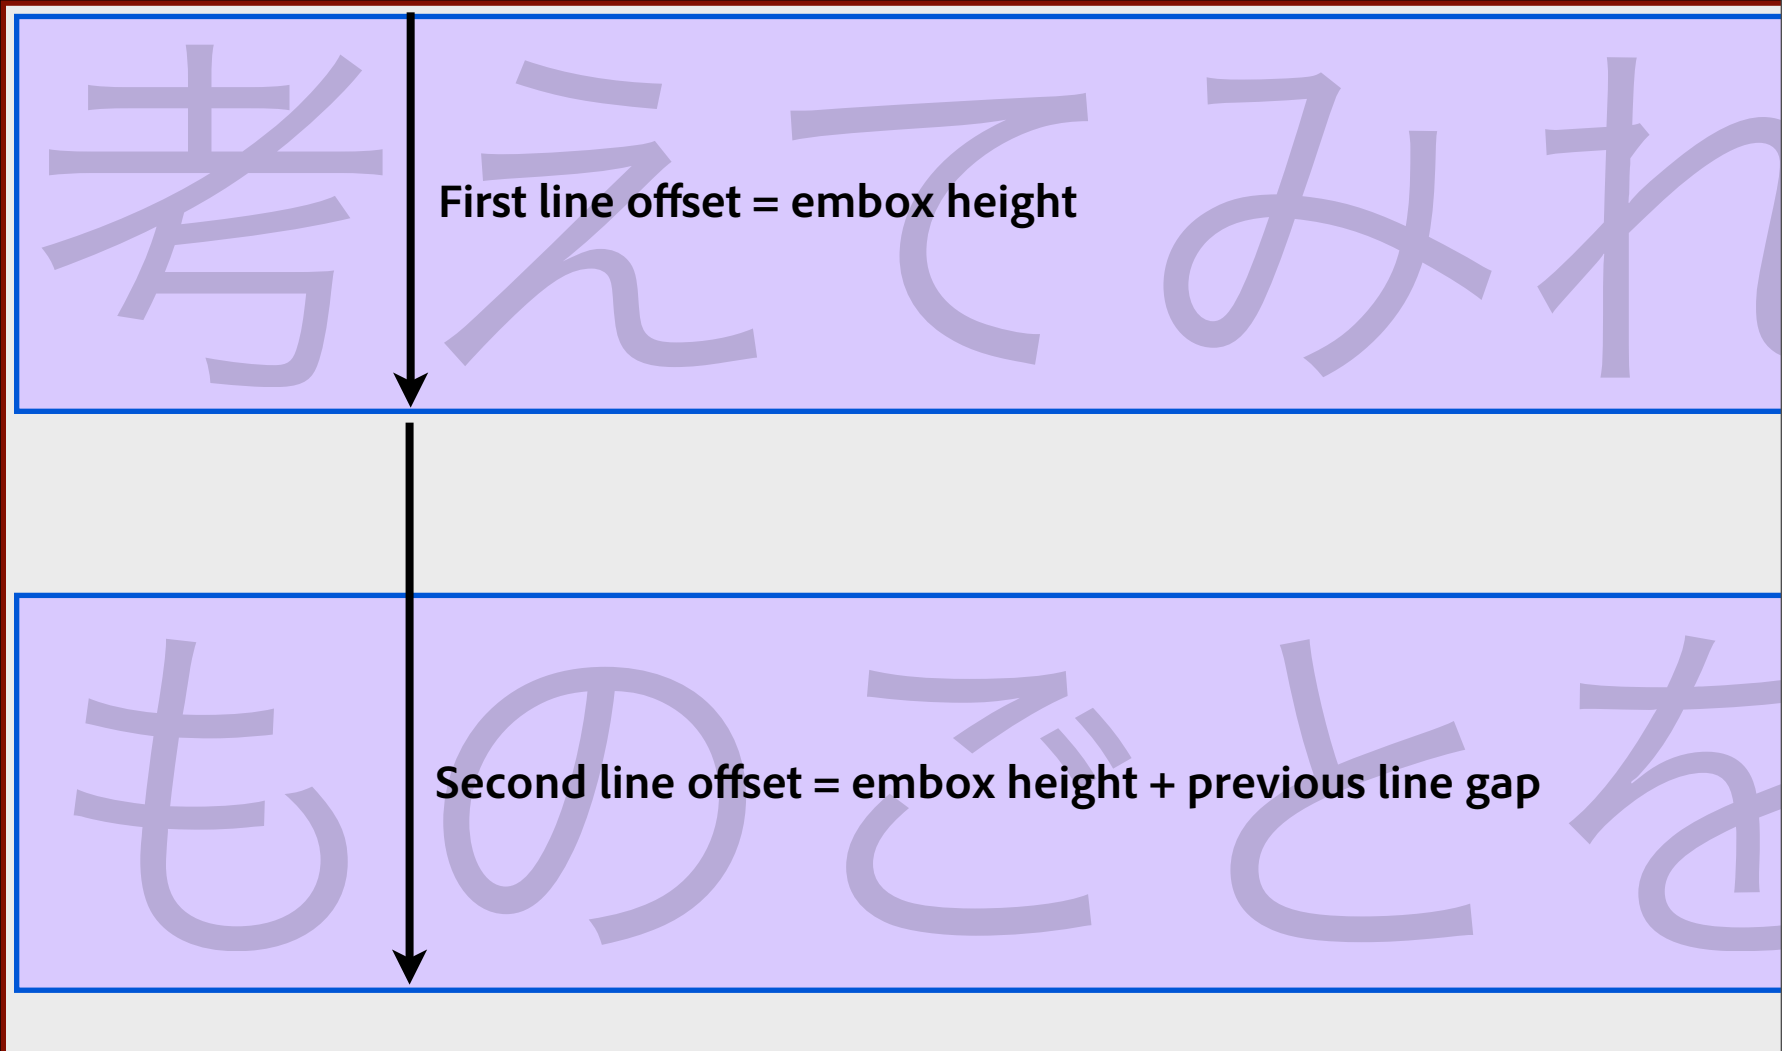 考えてみれ
First line offset = embox height
ものごとを
Second line offset = embox height + previous line gap